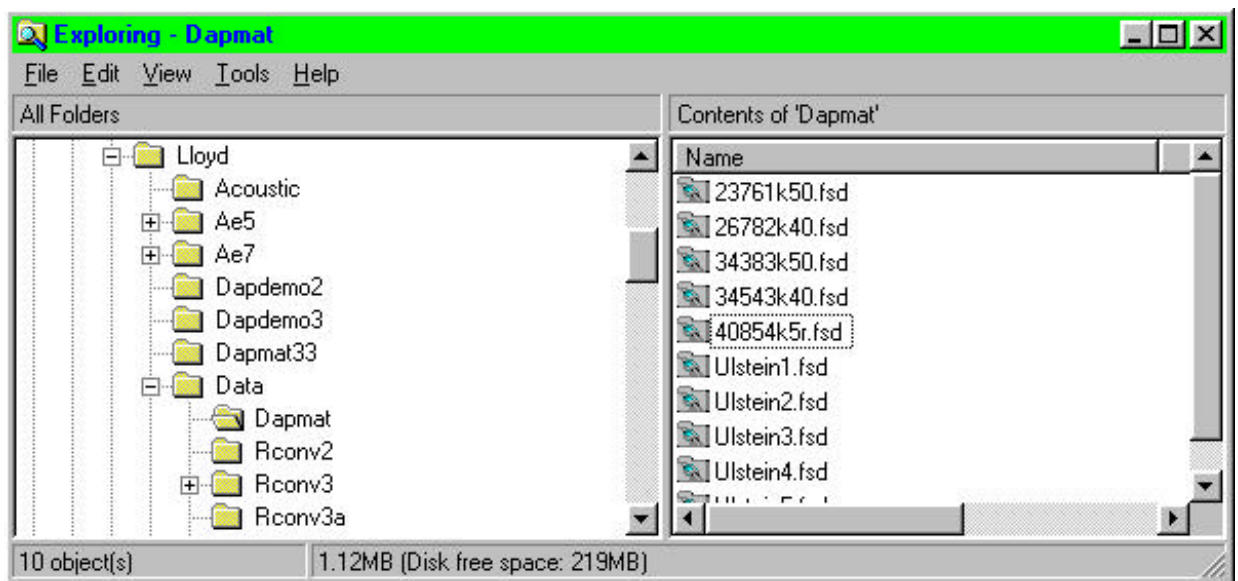 Exploring - Dapmat
File Edit View Tools Help
All Folders
Contents of 'Dapmat'
Lloyd
Acoustic
Ae5
Ae7
Dapdemo2
Dapdemo3
Dapmat33
Data
Dapmat
Rconv2
Rconv3
Rconv3a
Name
23761k50.fsd
26782k40.fsd
34383k50.fsd
34543k40.fsd
40854k5r.fsd
Ulstein1.fsd
Ulstein2.fsd
Ulstein3.fsd
Ulstein4.fsd
10 object(s)
1.12MB (Disk free space: 219MB)